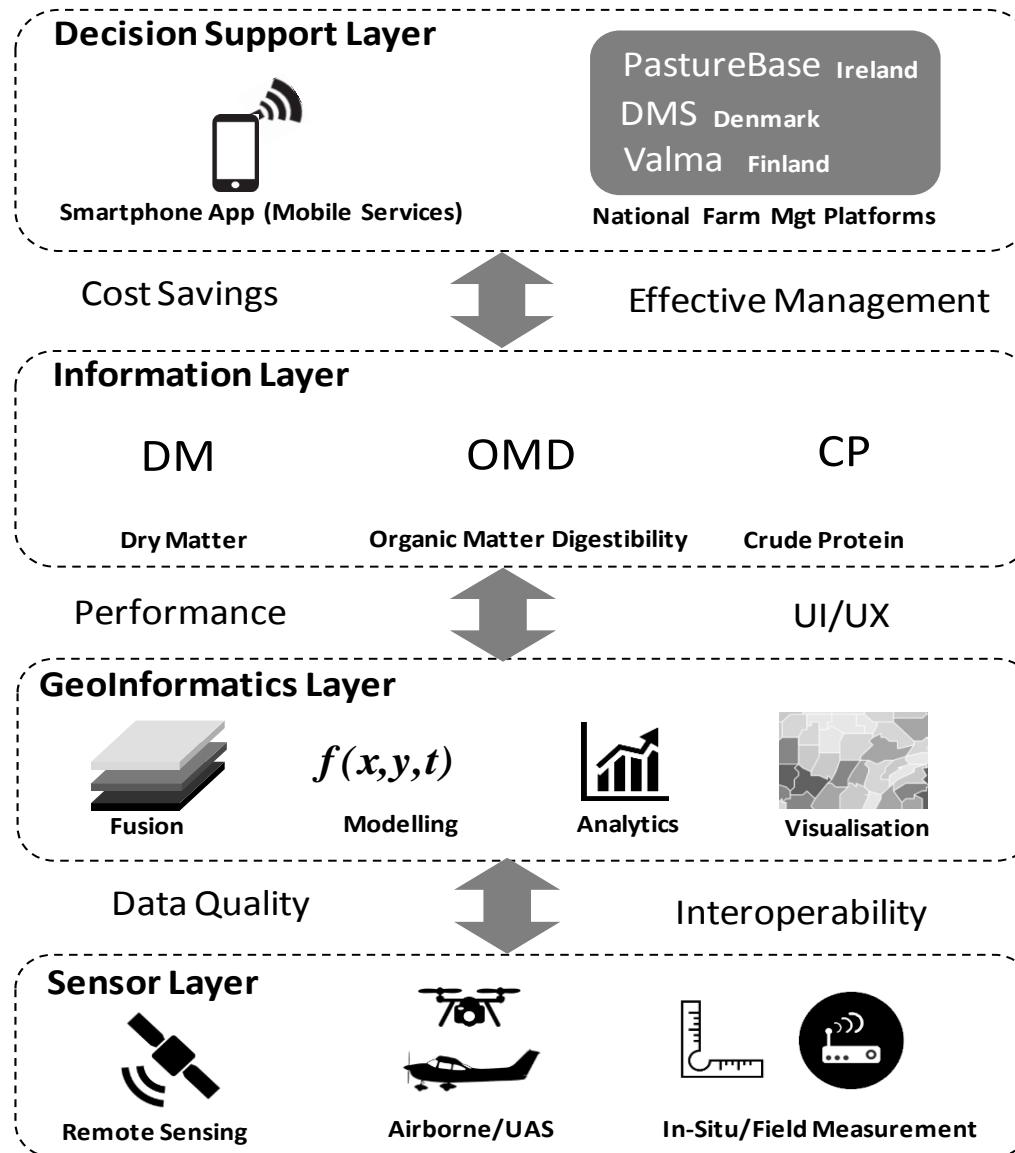 Decision Support Layer
PastureBase Ireland
DMS Denmark
Valma Finland
Smartphone App (Mobile Services)
National Farm Mgt Platforms
Cost Savings
Effective Management
Information Layer
DM
OMD
CP
Dry Matter
Organic Matter Digestibility
Crude Protein
Performance
UI/UX
GeoInformatics Layer
f(x,y,t)
Fusion
Modelling
Analytics
Visualisation
Data Quality
Interoperability
Sensor Layer
Remote Sensing
Airborne/UAS
In-Situ/Field Measurement